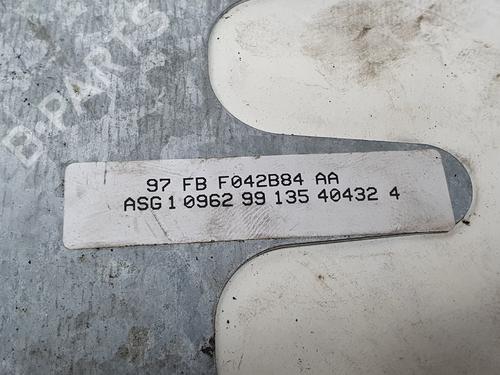 B-PARTS
97 FB F042B84 AA
ASG 1 0962 99 135 40432 4